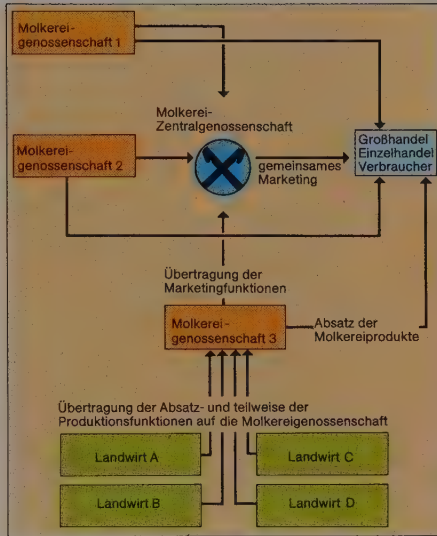 Molkerei-
genossenschaft 1
Molkerei-
Zentralgenossenschaft
Molkerei-
genossenschaft 2
gemeinsames
Marketing
Großhandel
Einzelhandel
Verbraucher
Übertragung der
Marketingfunktionen
Molkerei-
genossenschaft 3
Absatz der
Molkereiprodukte
Übertragung der Absatz- und teilweise der
Produktionsfunktionen auf die Molkereigenossenschaft
Landwirt A
Landwirt C
Landwirt B
Landwirt D